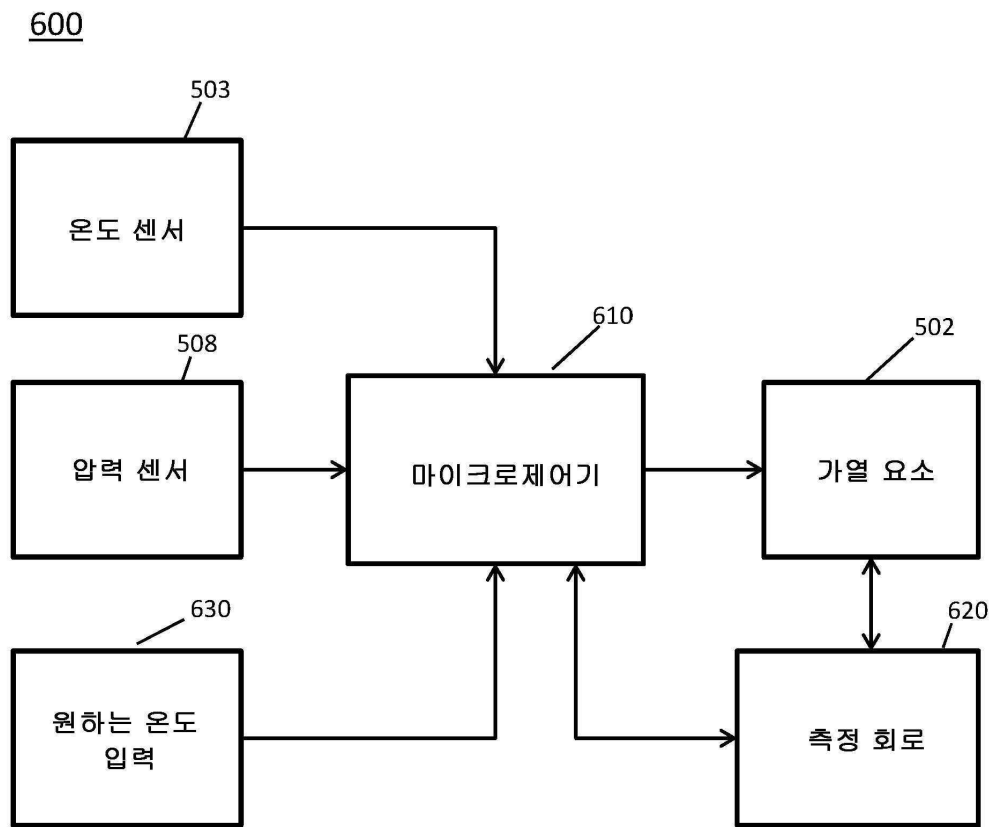 600
503
온도 센서
508
압력 센서
610
마이크로제어기
502
가열 요소
630
원하는 온도
입력
620
측정 회로